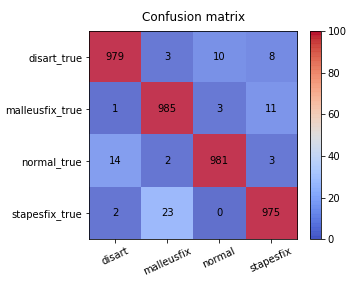 Confusion matrix
disart_true 979 3 10 8
malleusfix_true 1 985 3 11
normal_true 14 2 981 3
stapesfix_true 2 23 0 975
disart malleusfix normal stapesfix
100
80
60
40
20
0